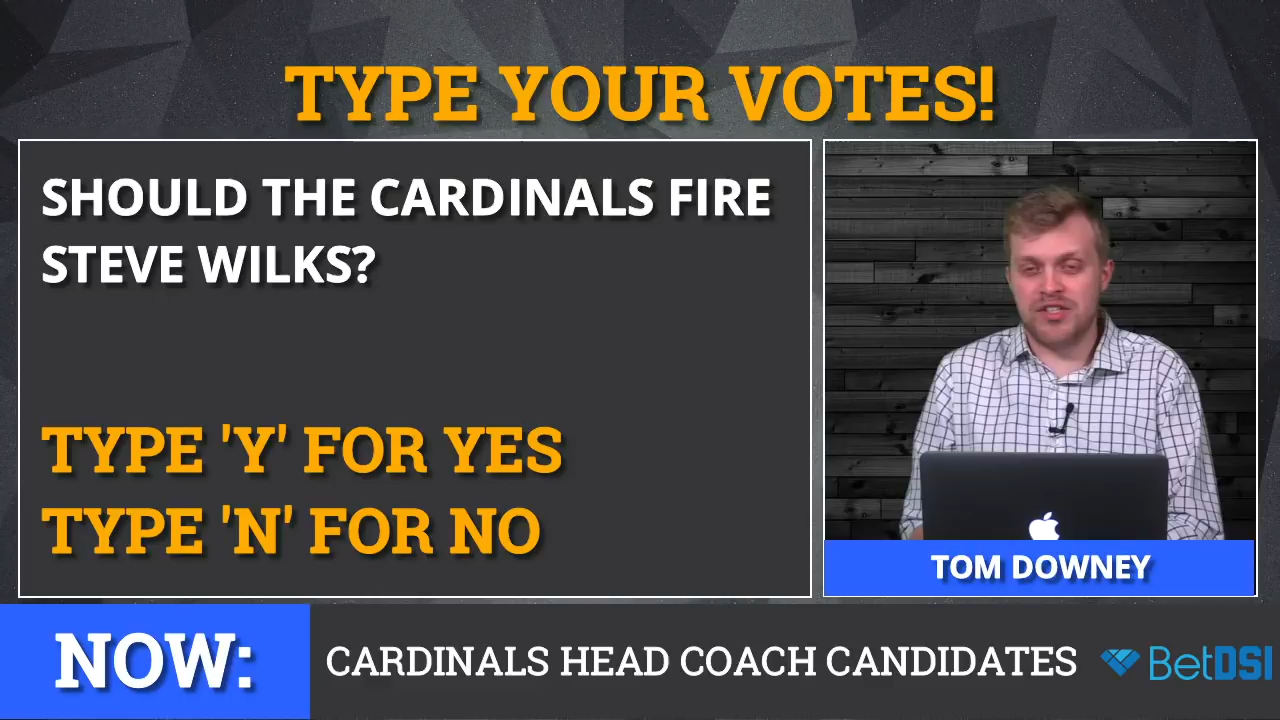 TYPE YOUR VOTES!
SHOULD THE CARDINALS FIRE
STEVE WILKS?
TYPE 'Y' FOR YES
TYPE 'N' FOR NO
TOM DOWNEY
NOW:
CARDINALS HEAD COACH CANDIDATES
BetDSI